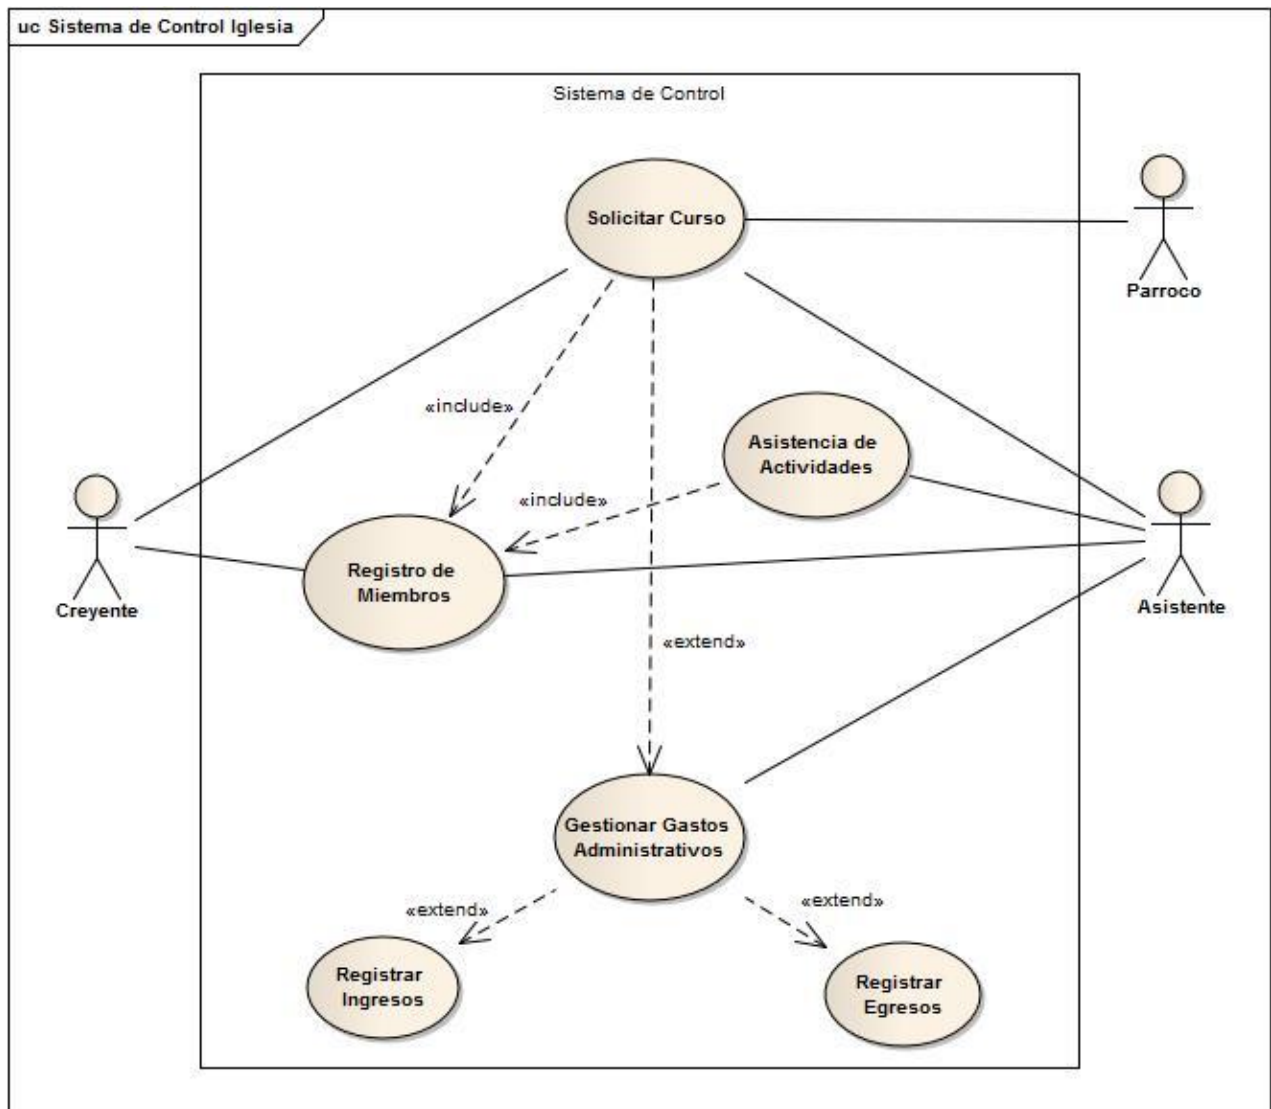 uc Sistema de Control Iglesia
Sistema de Control
Solicitar Curso
Parroco
«include»
Asistencia de
Actividades
«include»
Registro de
Miembros
Creyente
Asistente
«extend»
Gestionar Gastos
Administrativos
«extend»
«extend»
Registrar
Ingresos
Registrar
Egresos